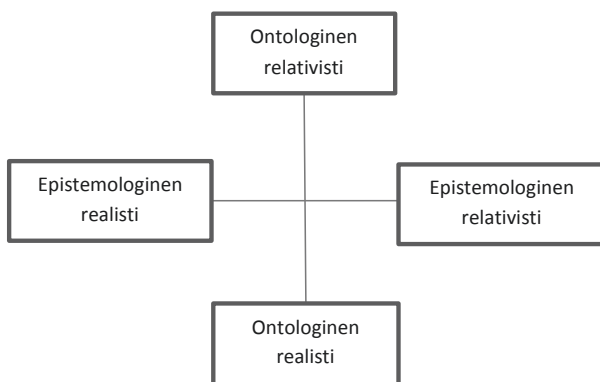 Ontologinen
relativisti
Epistemologinen
realisti
Epistemologinen
relativisti
Ontologinen
realisti